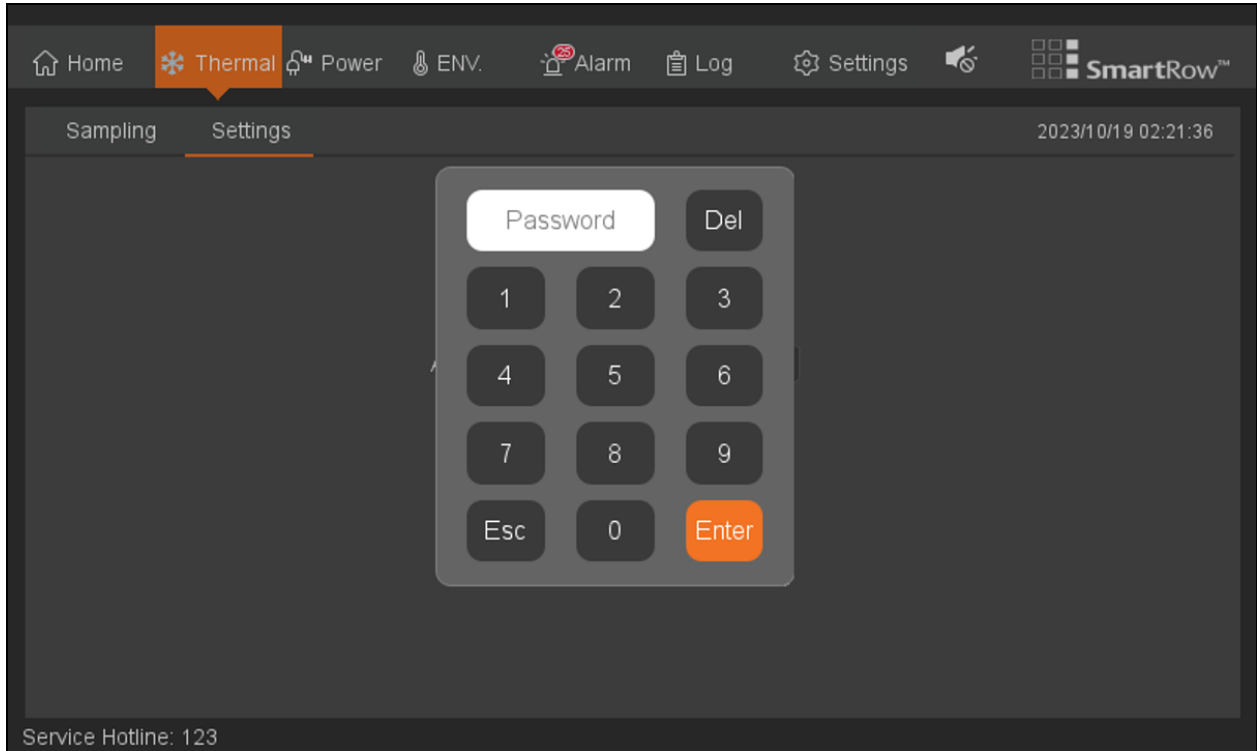 Home Thermal Power ENV. 25 Alarm Log Settings SmartRow™
Sampling Settings 2023/10/19 02:21:36
Password Del
1 2 3
4 5 6
7 8 9
Esc 0 Enter
Service Hotline: 123